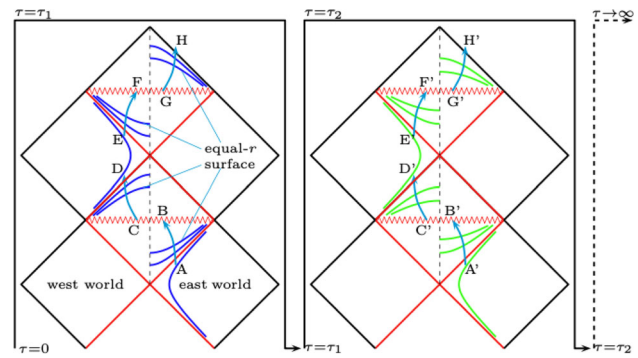 τ=τ₁
τ=τ₂
τ→∞
H
H'
F
G
F'
G'
E
equal-r
surface
E'
D
D'
B
B'
C
C'
A
A'
west world
east world
τ=0
τ=τ₁
τ=τ₂